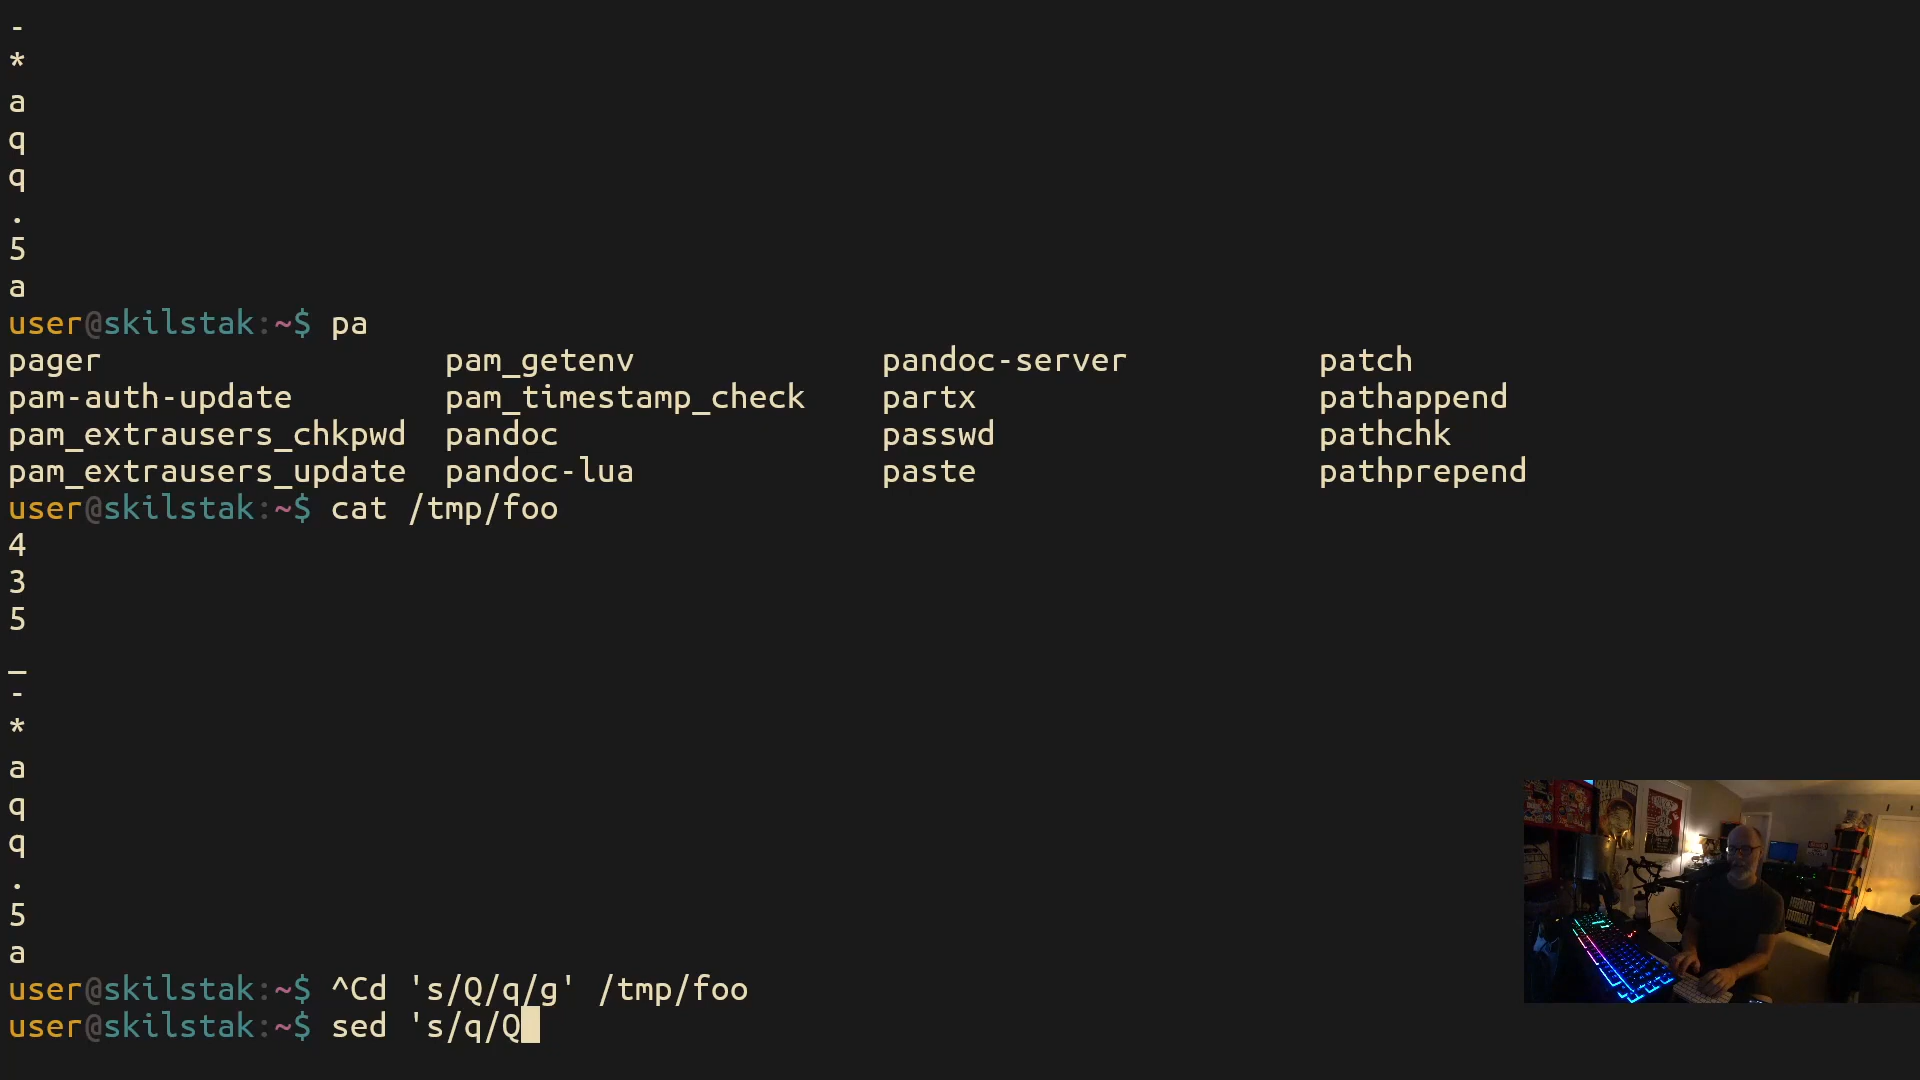 -
*
a
q
q
.
5
a
user@skilstak:~$ pa
pager pam_getenv pandoc-server patch
pam-auth-update pam_timestamp_check partx pathappend
pam_extrausers_chkpwd pandoc passwd pathchk
pam_extrausers_update pandoc-lua paste pathprepend
user@skilstak:~$ cat /tmp/foo
4
3
5
_
-
*
a
q
q
.
5
a
user@skilstak:~$ ^Cd 's/Q/q/g' /tmp/foo
user@skilstak:~$ sed 's/q/Q